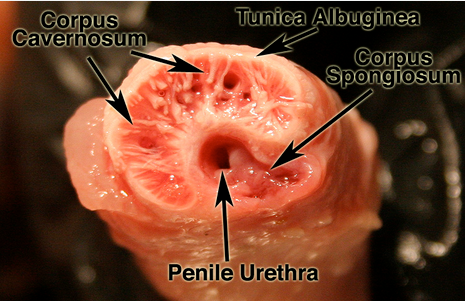 Corpus
Cavernosum
Tunica Albuginea
Corpus
Spongiosum
Penile Urethra